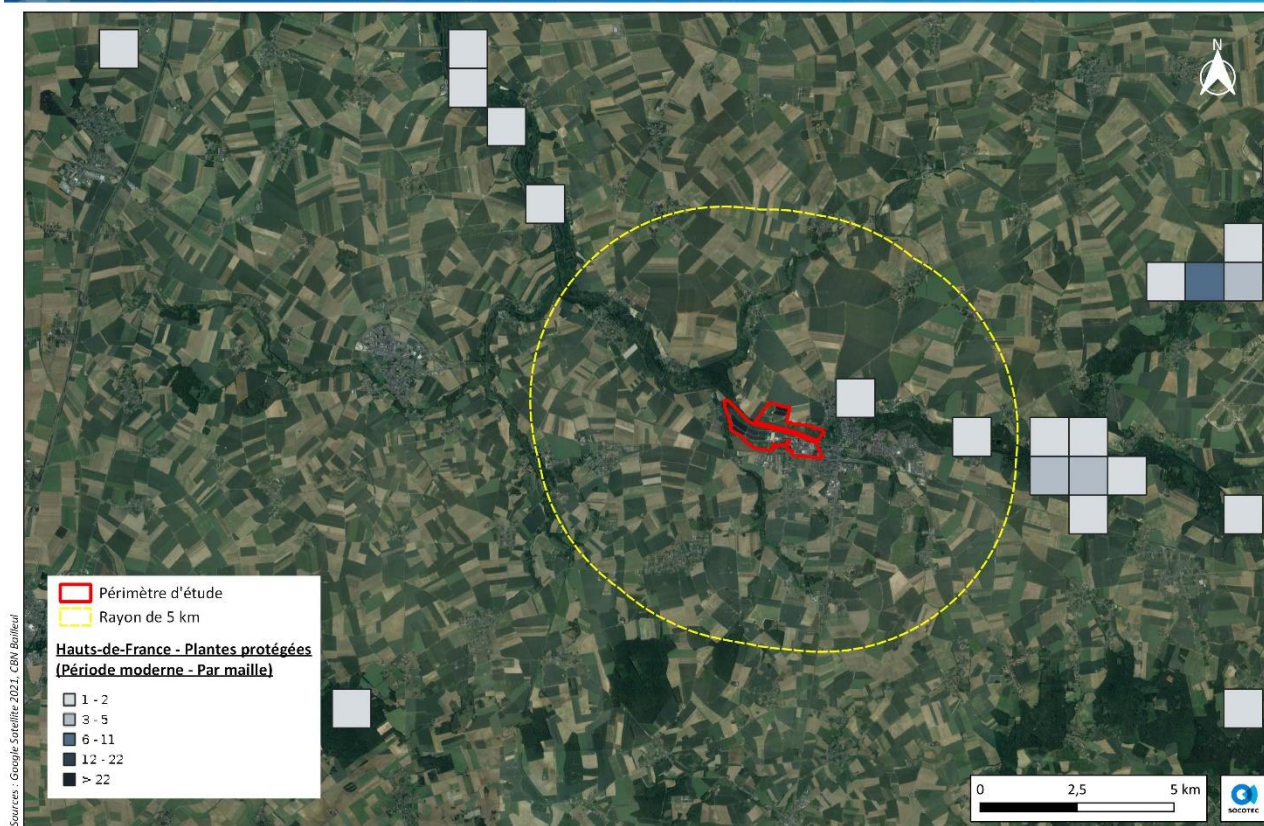 N
Périmètre d'étude
Rayon de 5 km
Hauts-de-France - Plantes protégées
(Période moderne - Par maille)
1 - 2
3 - 5
6 - 11
12 - 22
> 22
Sources : Google Satellite 2021, CBN Bailleul
0 2,5 5 km
SOCOTEC